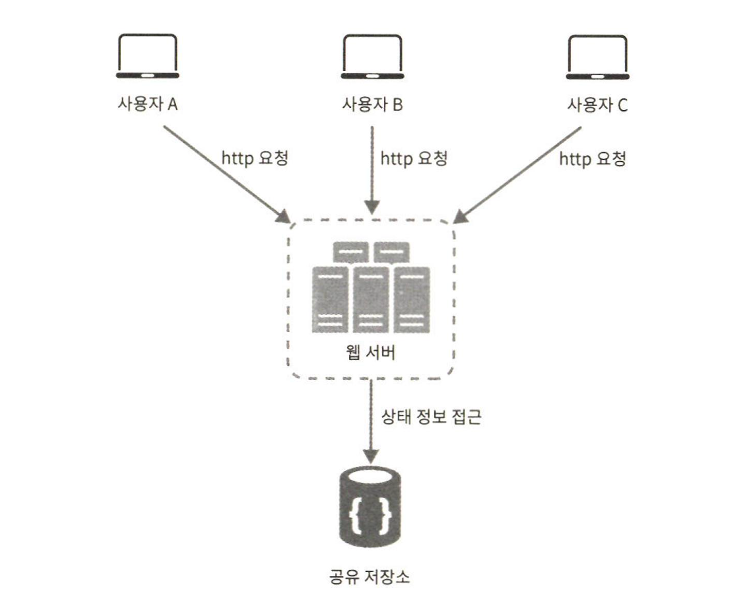 사용자 A
사용자 B
사용자 C
http 요청
http 요청
http 요청
웹 서버
상태 정보 접근
{ }
공유 저장소